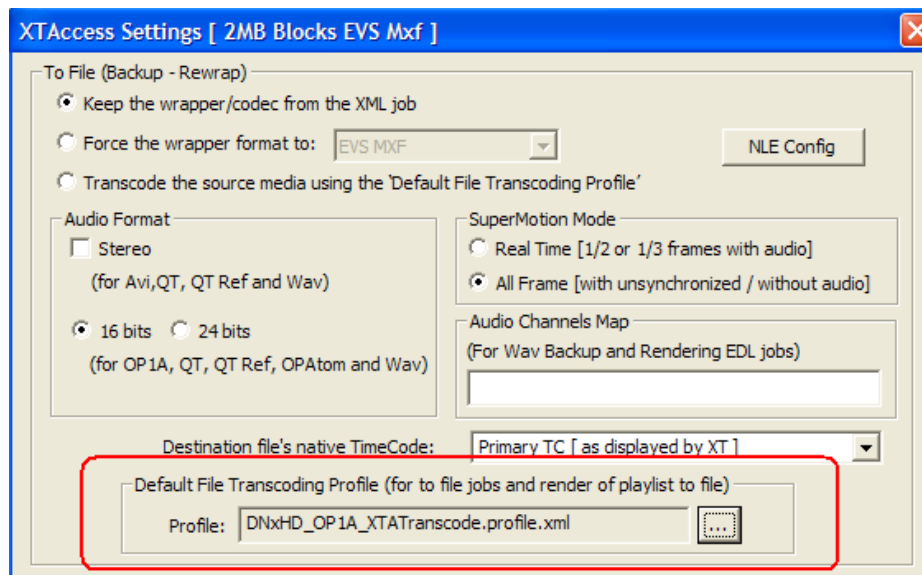 XTAccess Settings [ 2MB Blocks EVS Mxf ]
To File (Backup - Rewrap)
Keep the wrapper/codec from the XML job
Force the wrapper format to: EVS MXF NLE Config
Transcode the source media using the 'Default File Transcoding Profile'
Audio Format
Stereo
(for Avi,QT, QT Ref and Wav)
16 bits 24 bits
(for OP1A, QT, QT Ref, OPAtom and Wav)
SuperMotion Mode
Real Time [1/2 or 1/3 frames with audio]
All Frame [with unsynchronized / without audio]
Audio Channels Map
(For Wav Backup and Rendering EDL jobs)
Destination file's native TimeCode: Primary TC [ as displayed by XT ]
Default File Transcoding Profile (for to file jobs and render of playlist to file)
Profile: DNxHD_OP1A_XTATranscode.profile.xml ...